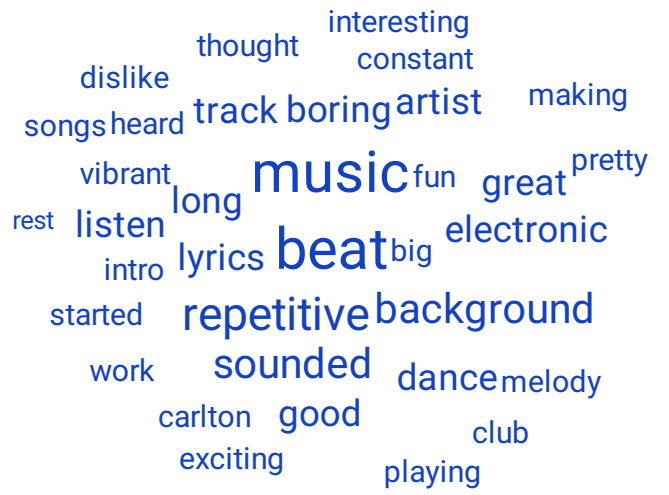 interesting
thought
constant
dislike
track boring artist making
songs heard
music fun great pretty
vibrant
long
rest listen electronic
lyrics beat big
intro
started repetitive background
sounded
work dance melody
carlton good
club
exciting
playing